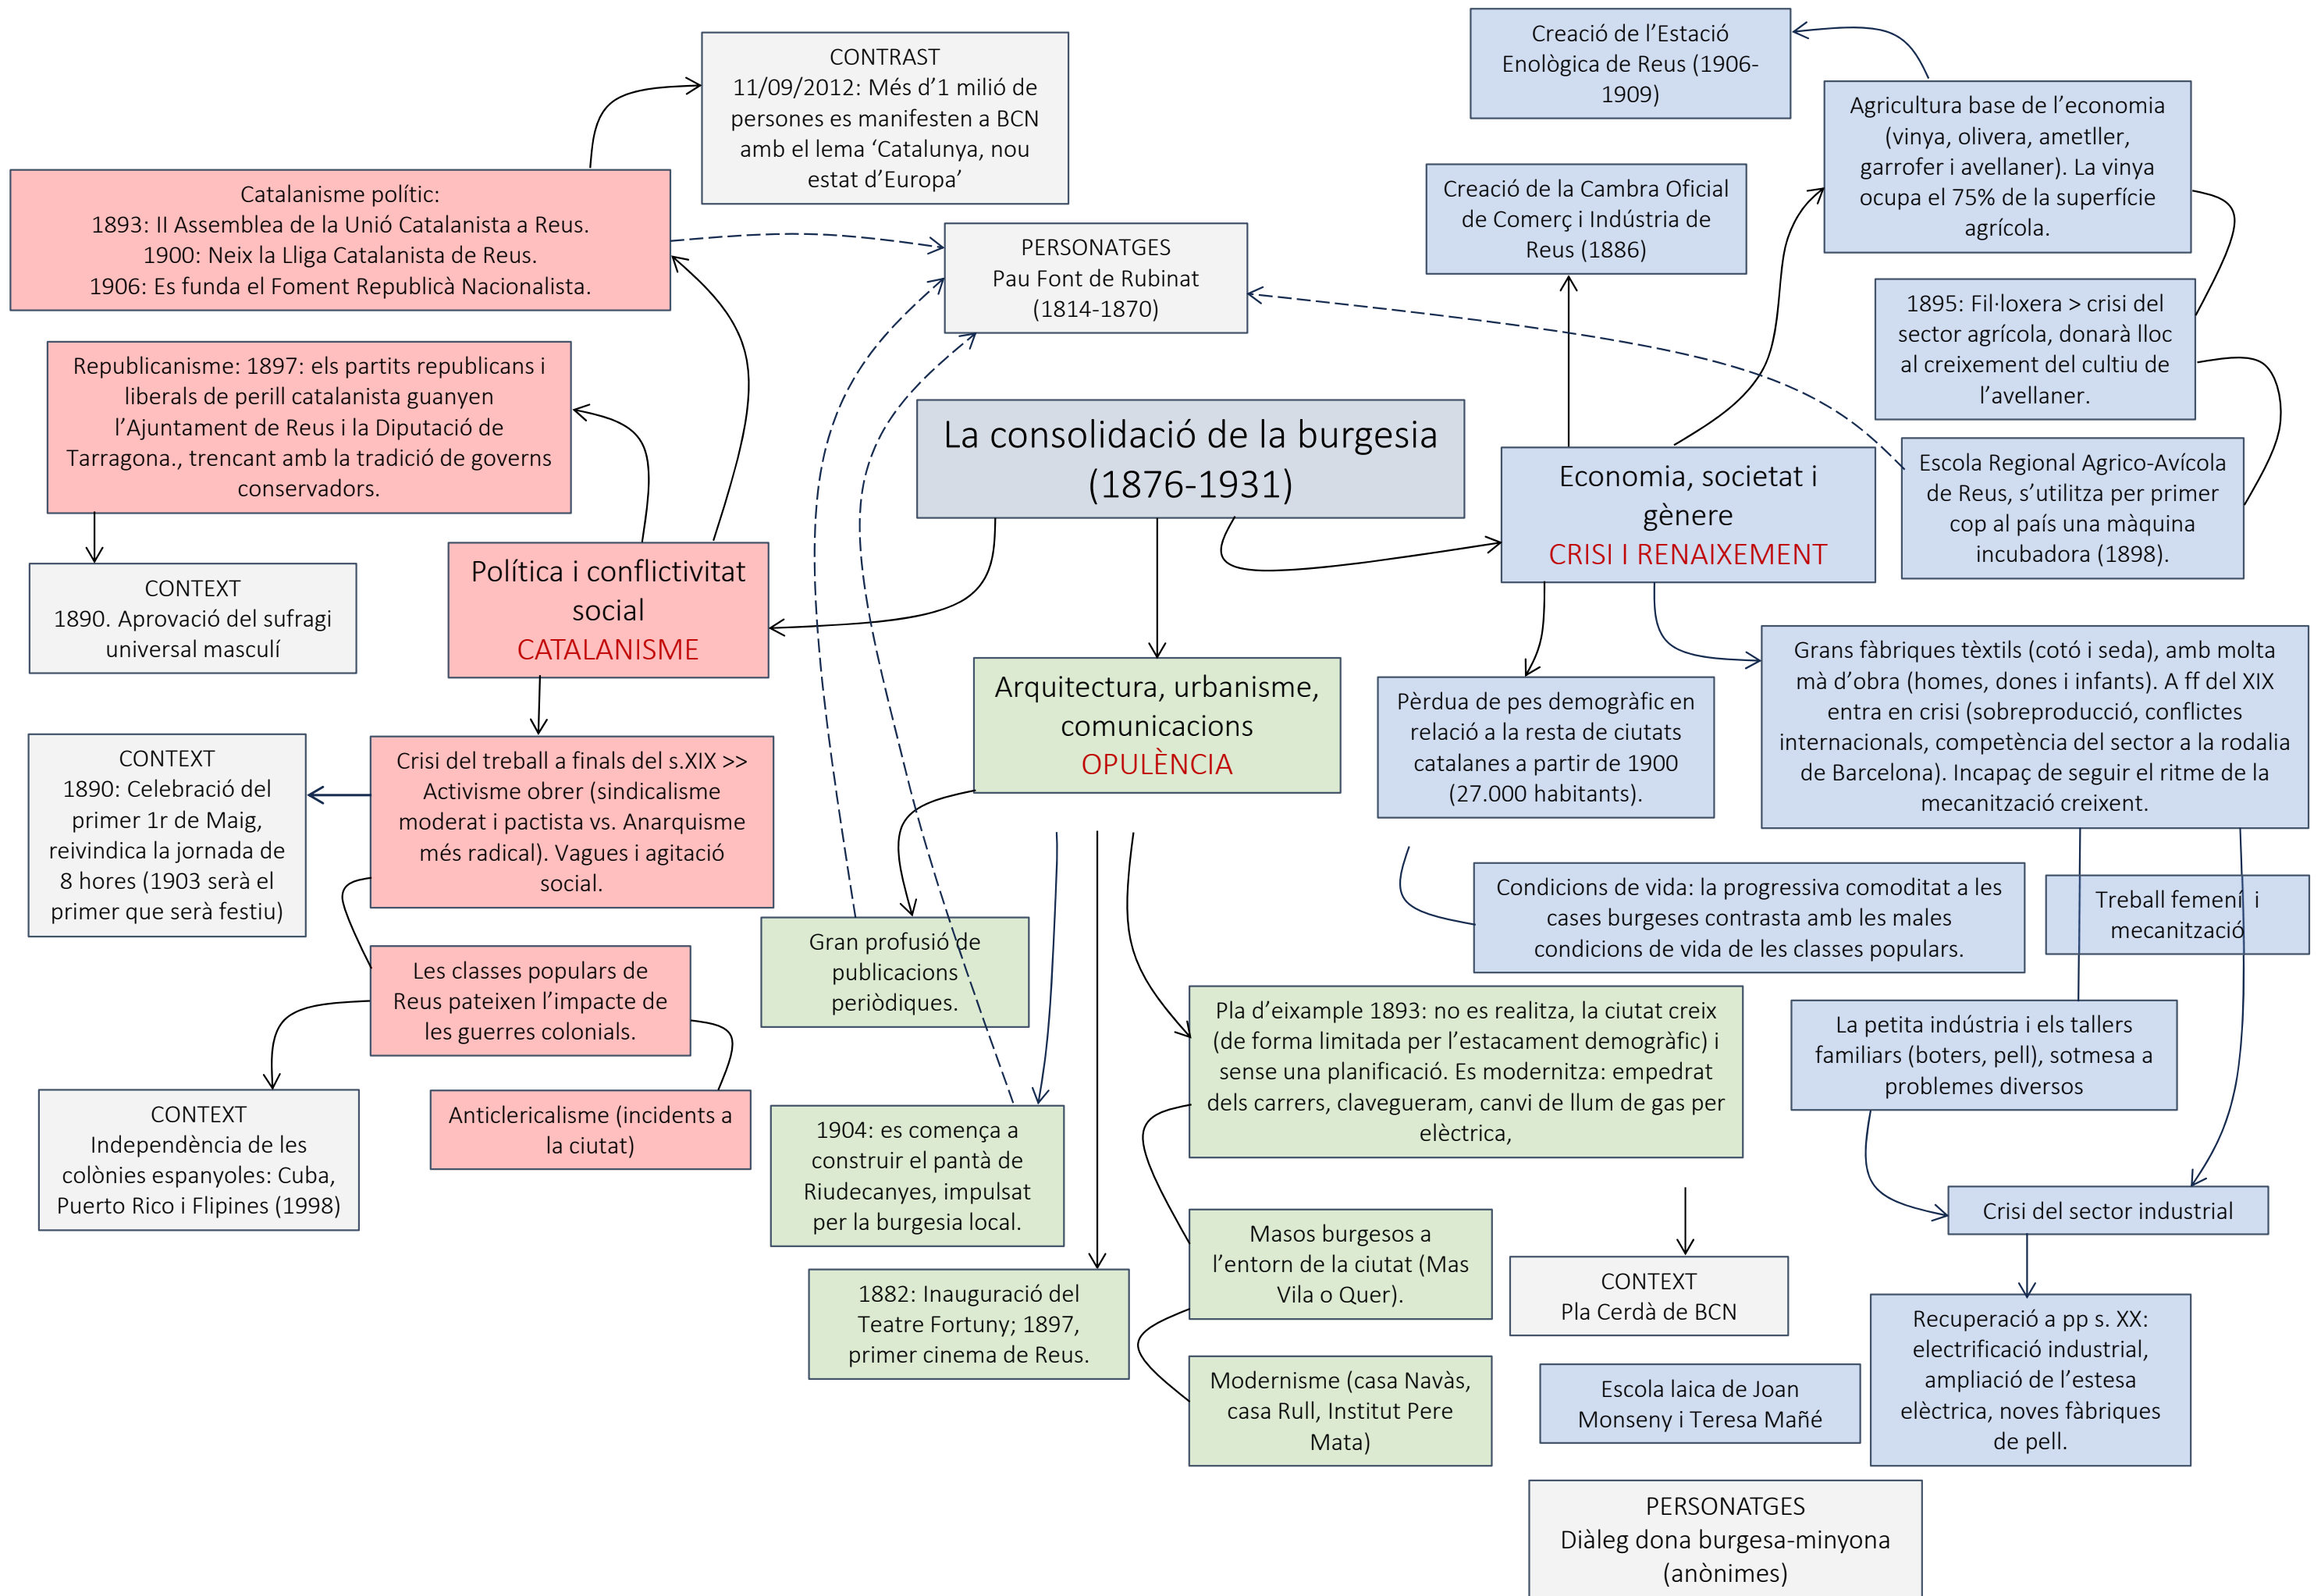 CONTRAST
11/09/2012: Més d’1 milió de
persones es manifesten a BCN
amb el lema ‘Catalunya, nou
estat d’Europa’
Creació de l’Estació
Enològica de Reus (1906-
1909)
Agricultura base de l’economia
(vinya, olivera, ametller,
garrofer i avellaner). La vinya
ocupa el 75% de la superfície
agrícola.
Catalanisme polític:
1893: II Assemblea de la Unió Catalanista a Reus.
1900: Neix la Lliga Catalanista de Reus.
1906: Es funda el Foment Republicà Nacionalista.
PERSONATGES
Pau Font de Rubinat
(1814-1870)
Creació de la Cambra Oficial
de Comerç i Indústria de
Reus (1886)
1895: Fil·loxera > crisi del
sector agrícola, donarà lloc
al creixement del cultiu de
l’avellaner.
Republicanisme: 1897: els partits republicans i
liberals de perill catalanista guanyen
l’Ajuntament de Reus i la Diputació de
Tarragona., trencant amb la tradició de governs
conservadors.
La consolidació de la burgesia
(1876-1931)
Economia, societat i
gènere
CRISI I RENAIXEMENT
Escola Regional Agrico-Avícola
de Reus, s’utilitza per primer
cop al país una màquina
incubadora (1898).
CONTEXT
1890. Aprovació del sufragi
universal masculí
Política i conflictivitat
social
CATALANISME
Arquitectura, urbanisme,
comunicacions
OPULÈNCIA
Pèrdua de pes demogràfic en
relació a la resta de ciutats
catalanes a partir de 1900
(27.000 habitants).
Grans fàbriques tèxtils (cotó i seda), amb molta
mà d’obra (homes, dones i infants). A ff del XIX
entra en crisi (sobreproducció, conflictes
internacionals, competència del sector a la rodalia
de Barcelona). Incapaç de seguir el ritme de la
mecanització creixent.
CONTEXT
1890: Celebració del
primer 1r de Maig,
reivindica la jornada de
8 hores (1903 serà el
primer que serà festiu)
Crisi del treball a finals del s.XIX >>
Activisme obrer (sindicalisme
moderat i pactista vs. Anarquisme
més radical). Vagues i agitació
social.
Condicions de vida: la progressiva comoditat a les
cases burgeses contrasta amb les males
condicions de vida de les classes populars.
Treball femení i
mecanització
Gran profusió de
publicacions
periòdiques.
Les classes populars de
Reus pateixen l’impacte de
les guerres colonials.
Pla d’eixample 1893: no es realitza, la ciutat creix
(de forma limitada per l’estacament demogràfic) i
sense una planificació. Es modernitza: empedrat
dels carrers, clavegueram, canvi de llum de gas per
elèctrica,
La petita indústria i els tallers
familiars (boters, pell), sotmesa a
problemes diversos
CONTEXT
Independència de les
colònies espanyoles: Cuba,
Puerto Rico i Flipines (1998)
Anticlericalisme (incidents a
la ciutat)
1904: es comença a
construir el pantà de
Riudecanyes, impulsat
per la burgesia local.
Crisi del sector industrial
Masos burgesos a
l’entorn de la ciutat (Mas
Vila o Quer).
CONTEXT
Pla Cerdà de BCN
1882: Inauguració del
Teatre Fortuny; 1897,
primer cinema de Reus.
Recuperació a pp s. XX:
electrificació industrial,
ampliació de l’estesa
elèctrica, noves fàbriques
de pell.
Modernisme (casa Navàs,
casa Rull, Institut Pere
Mata)
Escola laica de Joan
Monseny i Teresa Mañé
PERSONATGES
Diàleg dona burgesa-minyona
(anònimes)